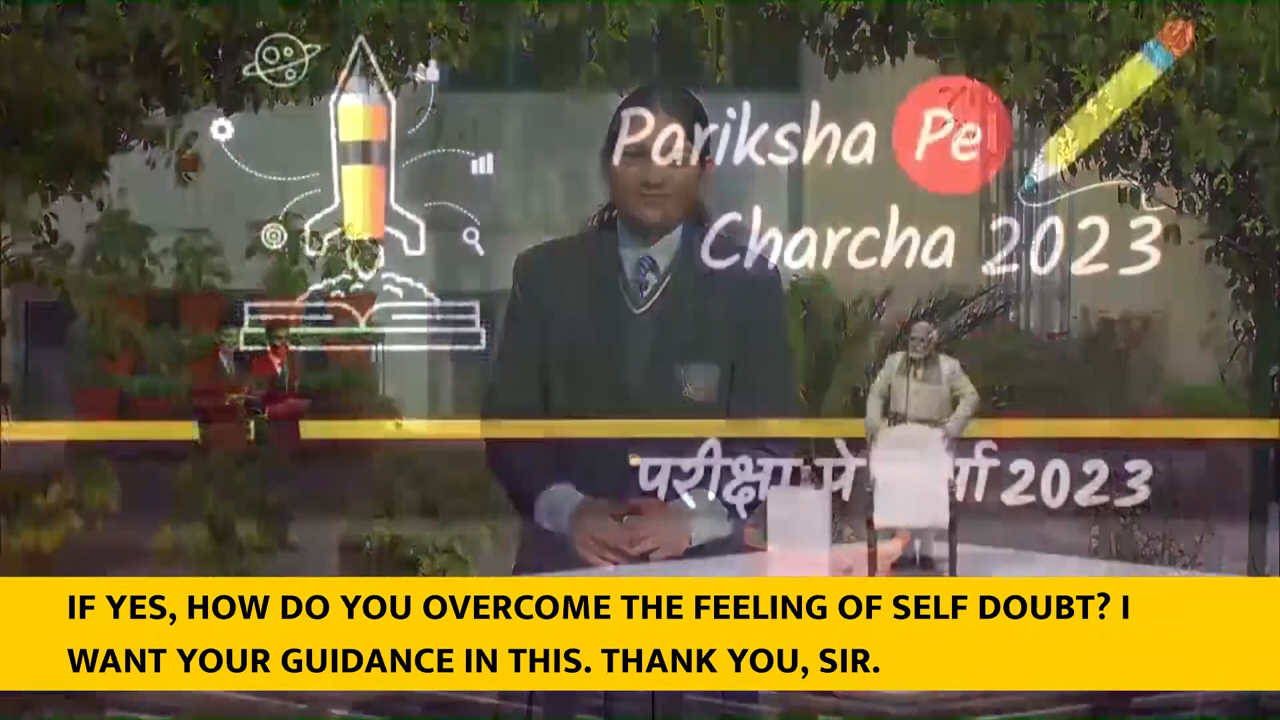 Pariksha Pe
Charcha 2023
परीक्षा पे 2023
IF YES, HOW DO YOU OVERCOME THE FEELING OF SELF DOUBT? I
WANT YOUR GUIDANCE IN THIS. THANK YOU, SIR.